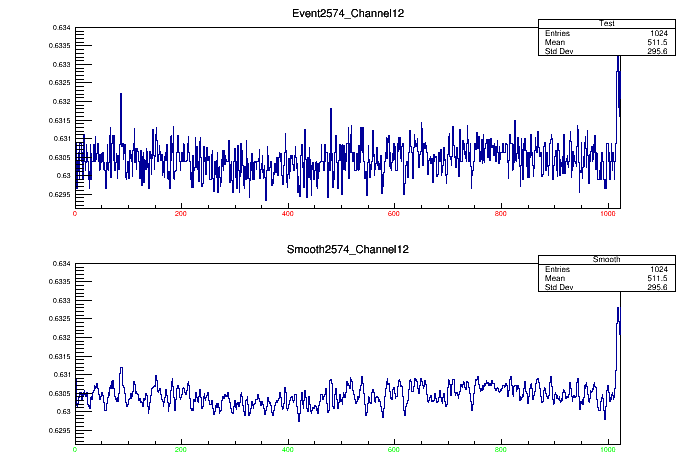 Event2574_Channel12
Test
Entries 1024
Mean 511.5
Std Dev 295.6
0.634
0.6335
0.633
0.6325
0.632
0.6315
0.631
0.6305
0.63
0.6295
0 200 400 600 800 1000
Smooth2574_Channel12
Smooth
Entries 1024
Mean 511.5
Std Dev 295.6
0.634
0.6335
0.633
0.6325
0.632
0.6315
0.631
0.6305
0.63
0.6295
0 200 400 600 800 1000